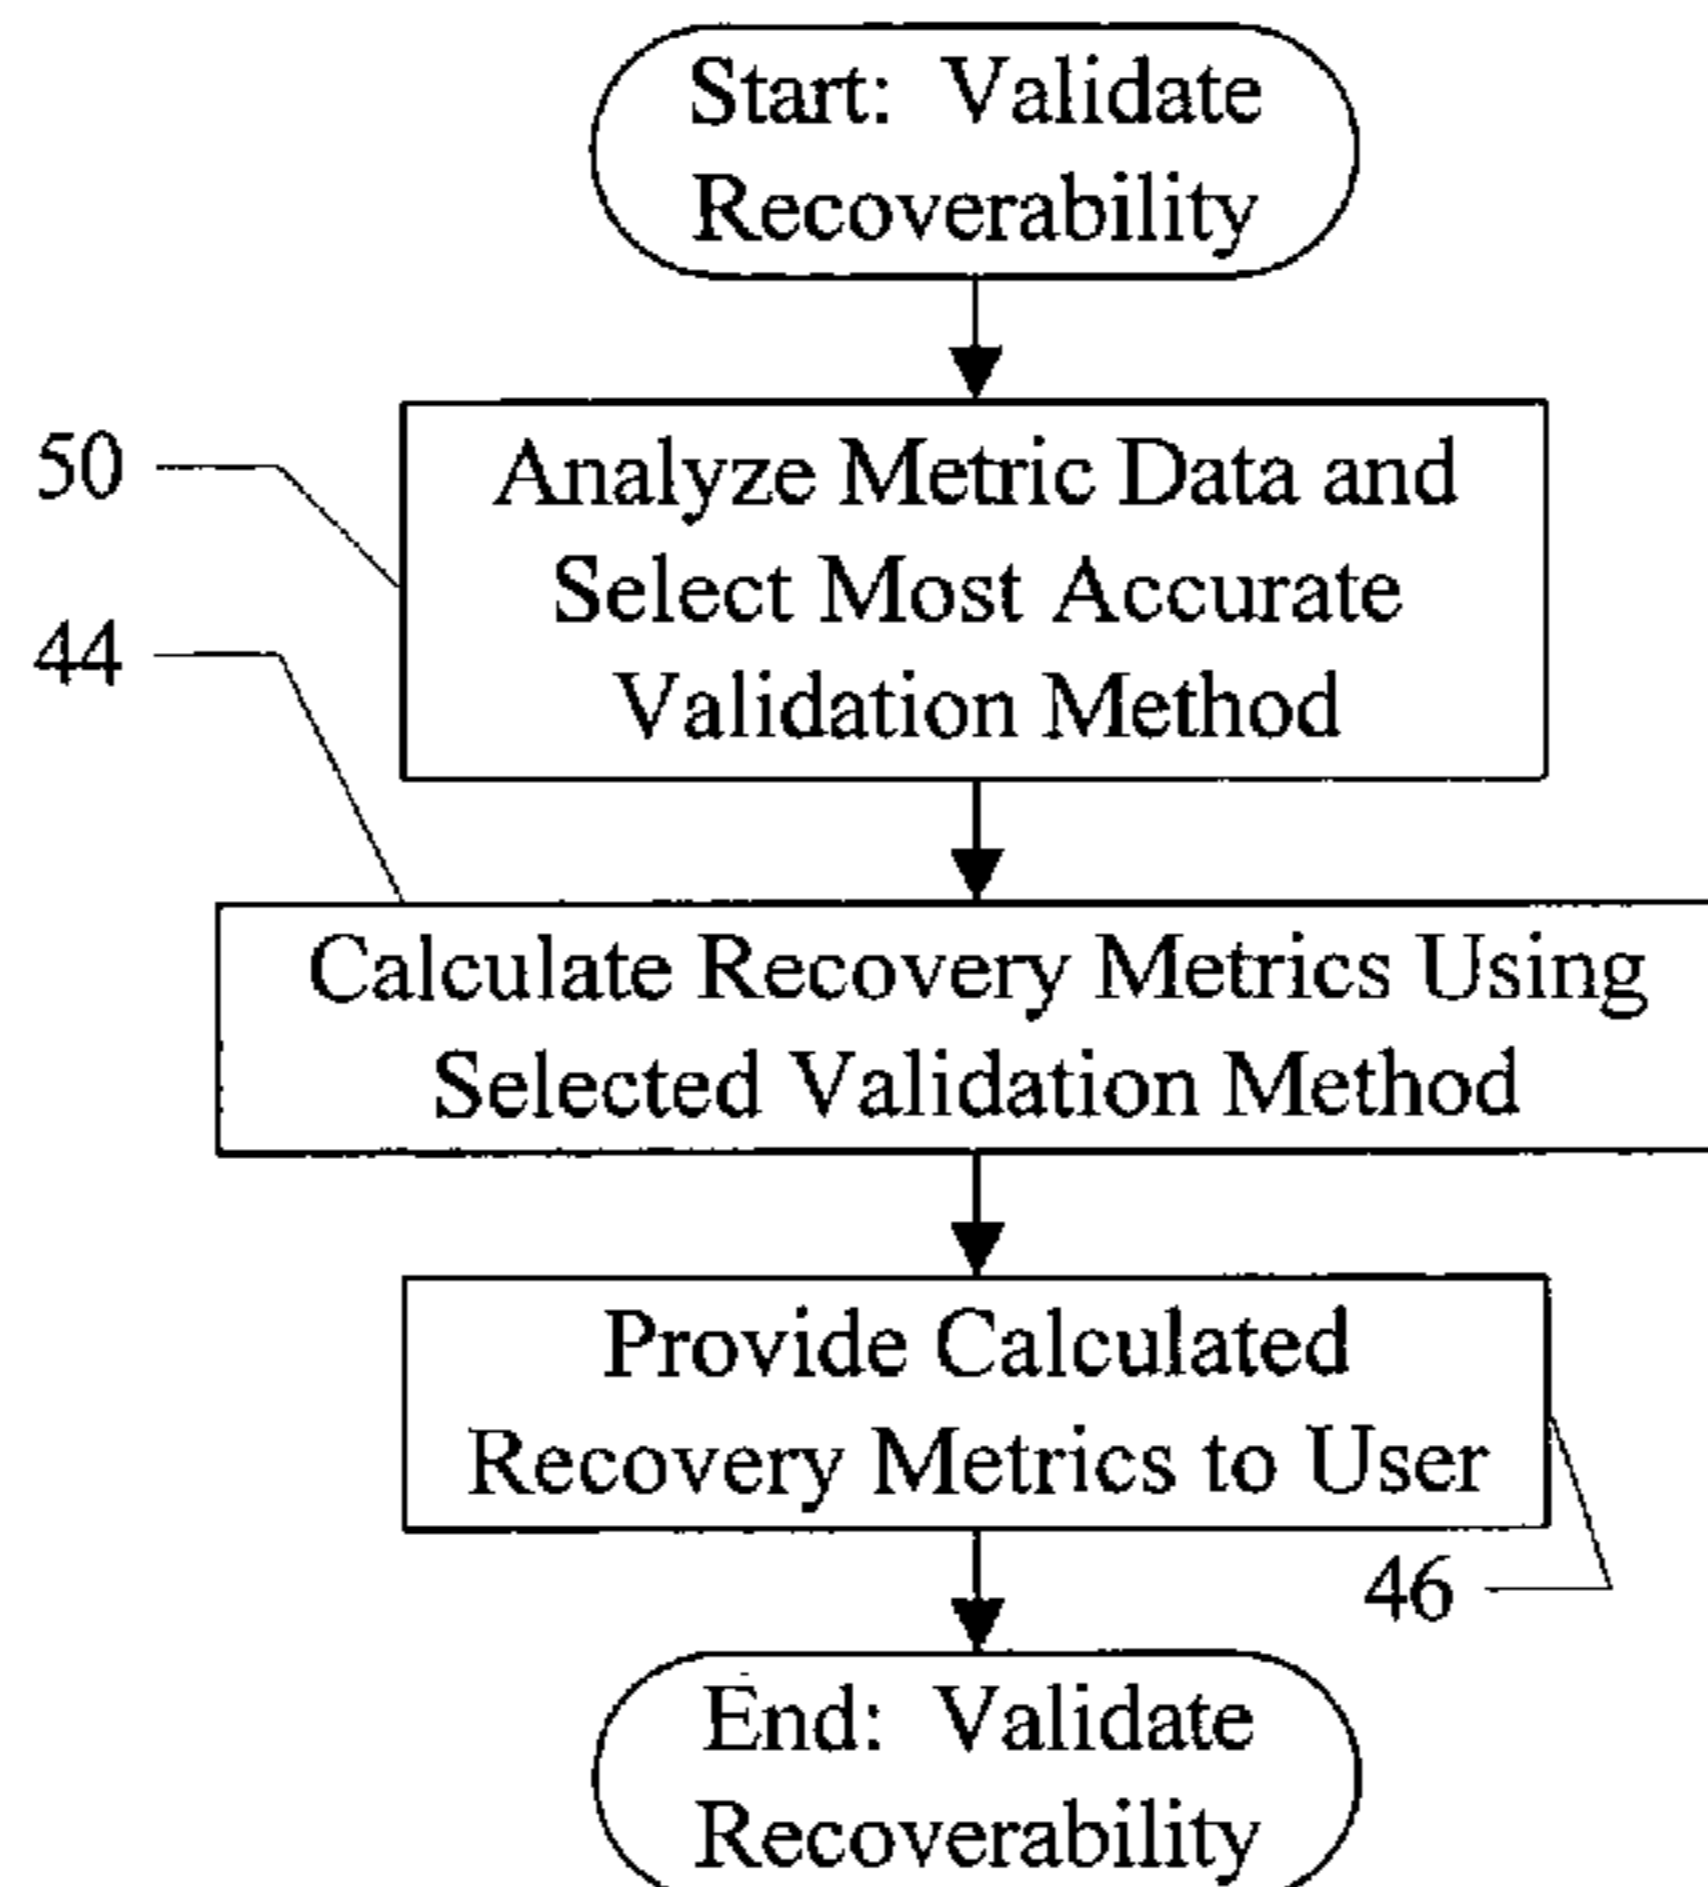 Start: Validate
Recoverability
50
Analyze Metric Data and
Select Most Accurate
Validation Method
44
Calculate Recovery Metrics Using
Selected Validation Method
Provide Calculated
Recovery Metrics to User
46
End: Validate
Recoverability